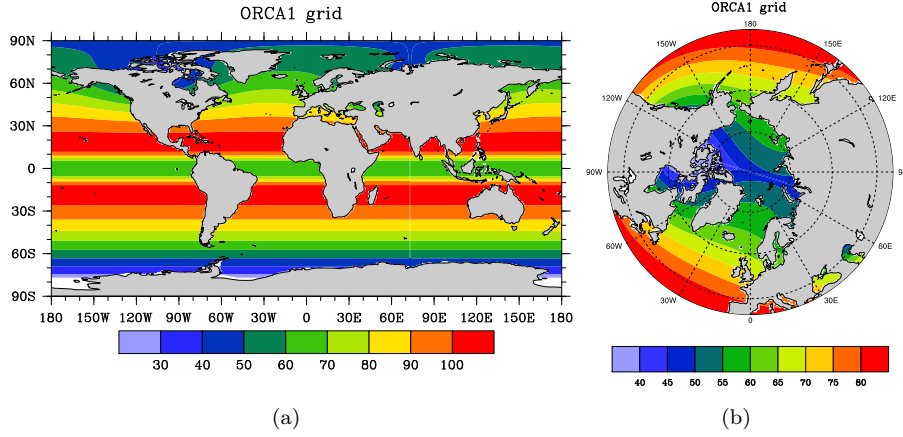 ORCA1 grid
90N
60N
30N
0
30S
60S
90S
180 150W 120W 90W 60W 30W 0 30E 60E 90E 120E 150E 180
30 40 50 60 70 80 90 100
(a)
ORCA1 grid
180
150W 150E
120E
90W 9
60E
30W 30E
0
40 45 50 55 60 65 70 75 80
(b)